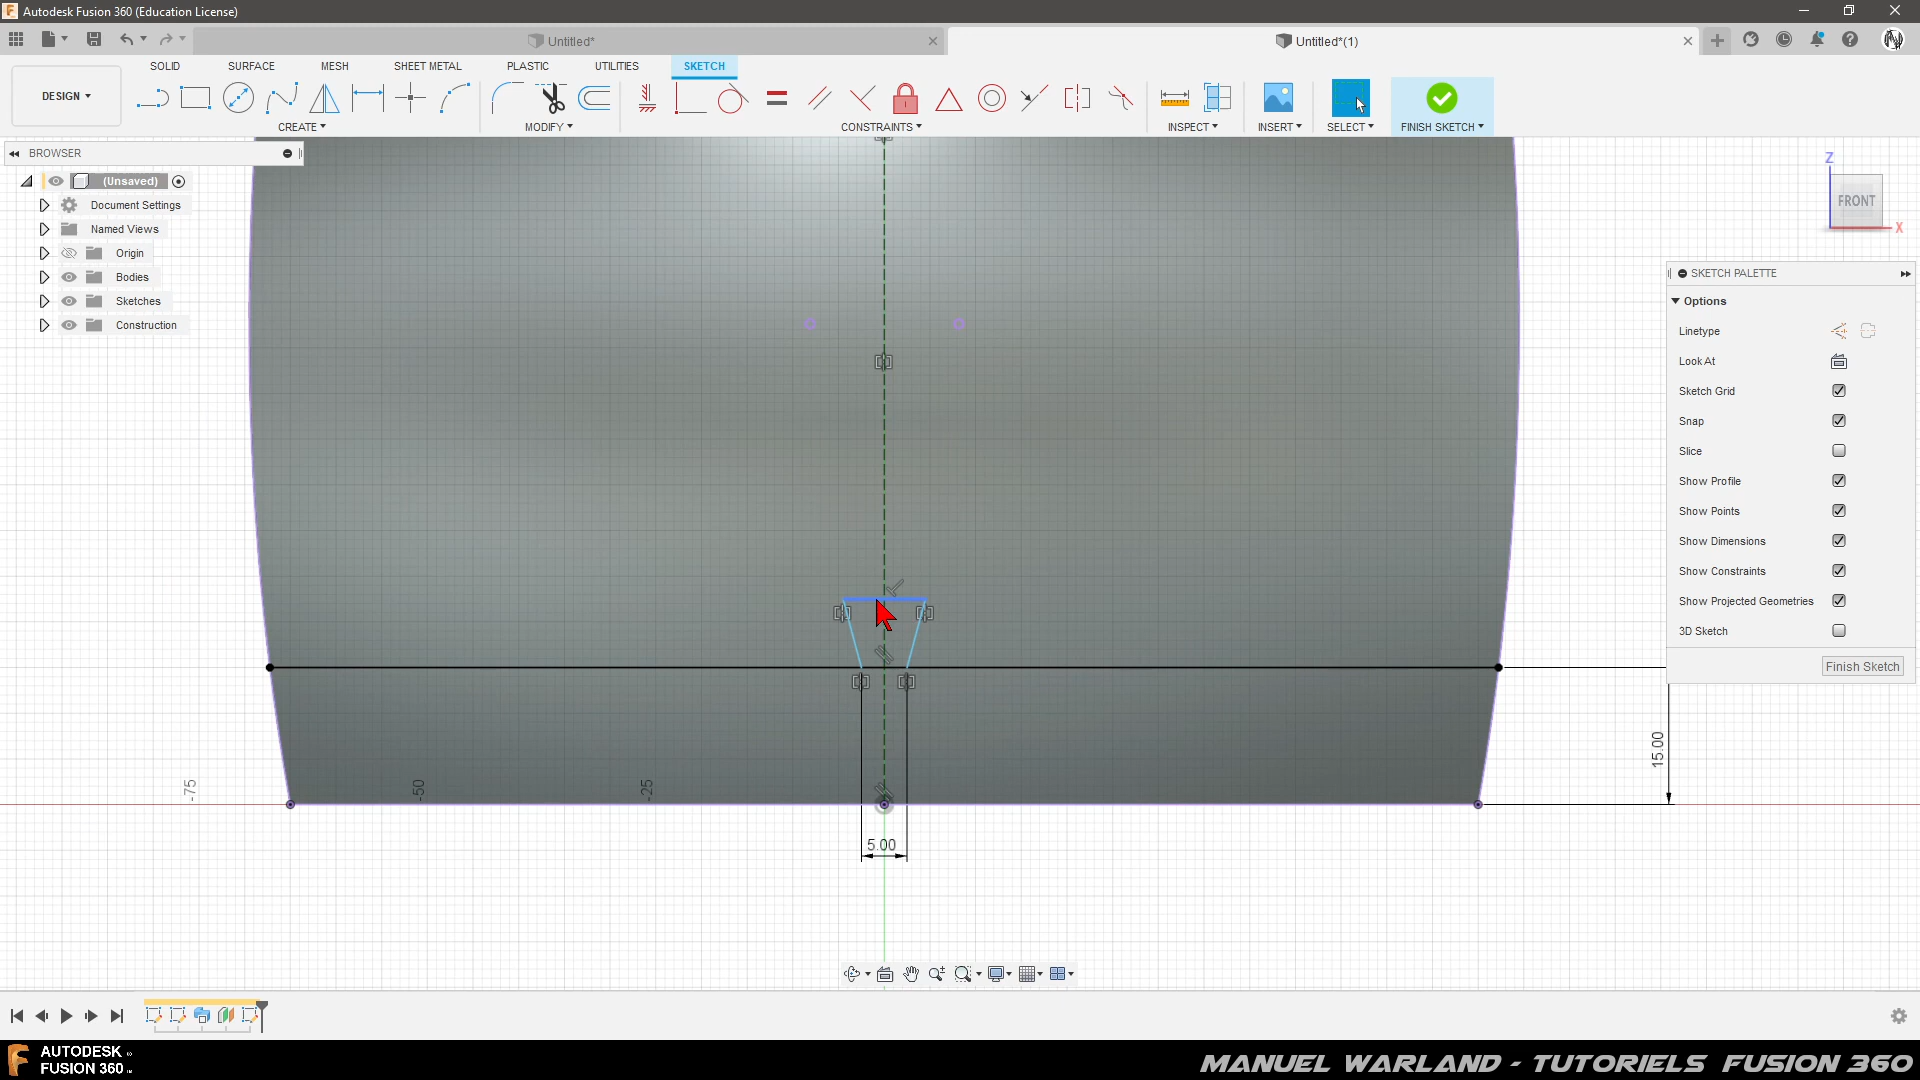 Autodesk Fusion 360 (Education License)
Untitled*
Untitled*(1)
SOLID
SURFACE
MESH
SHEET METAL
PLASTIC
UTILITIES
SKETCH
DESIGN
CREATE
MODIFY
CONSTRAINTS
INSPECT
INSERT
SELECT
FINISH SKETCH
BROWSER
(Unsaved)
Document Settings
Named Views
Origin
Bodies
Sketches
Construction
Z
FRONT
X
SKETCH PALETTE
Options
Linetype
Look At
Sketch Grid
Snap
Slice
Show Profile
Show Points
Show Dimensions
Show Constraints
Show Projected Geometries
3D Sketch
Finish Sketch
15.00
-75
-50
-25
5.00
AUTODESK
FUSION 360
MANUEL WARLAND - TUTORIELS FUSION 360